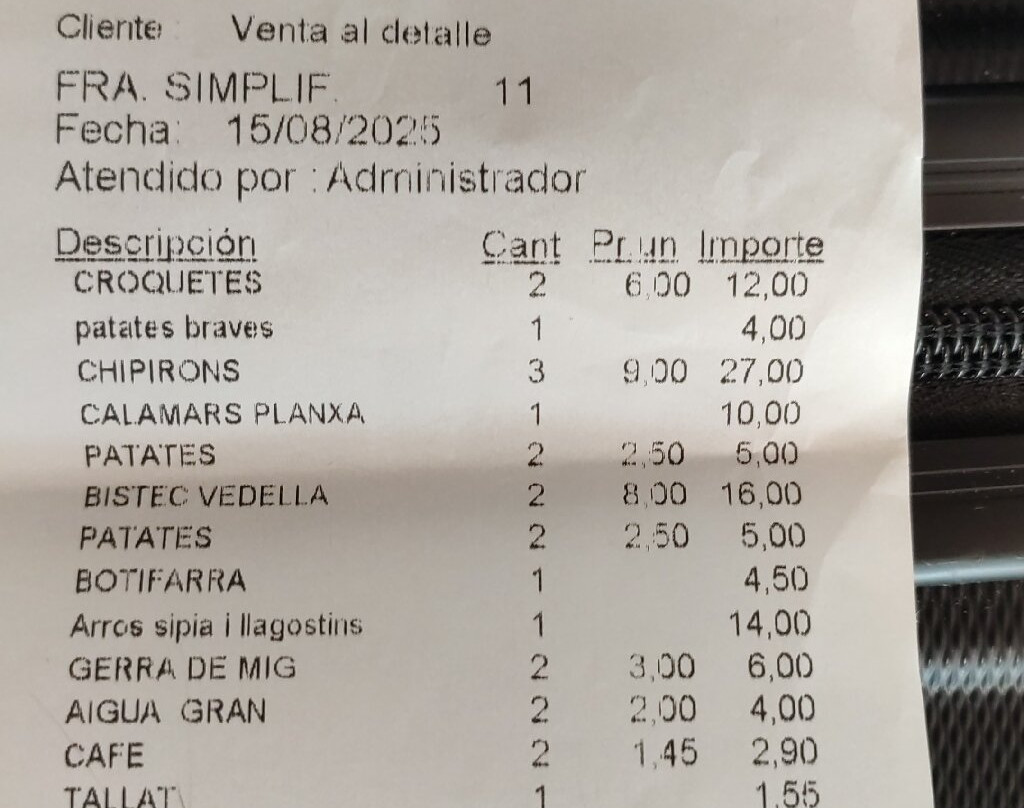 Cliente : Venta al detalle
FRA. SIMPLIF. 11
Fecha: 15/08/2025
Atendido por : Administrador
Descripción Cant Pr.un Importe
CROQUETES 2 6,00 12,00
patates braves 1 4,00
CHIPIRONS 3 9,00 27,00
CALAMARS PLANXA 1 10,00
PATATES 2 2,50 5,00
BISTEC VEDELLA 2 8,00 16,00
PATATES 2 2,50 5,00
BOTIFARRA 1 4,50
Arros sipia i llagostins 1 14,00
GERRA DE MIG 2 3,00 6,00
AIGUA GRAN 2 2,00 4,00
CAFE 2 1,45 2,90
TALLAT 1 1,55